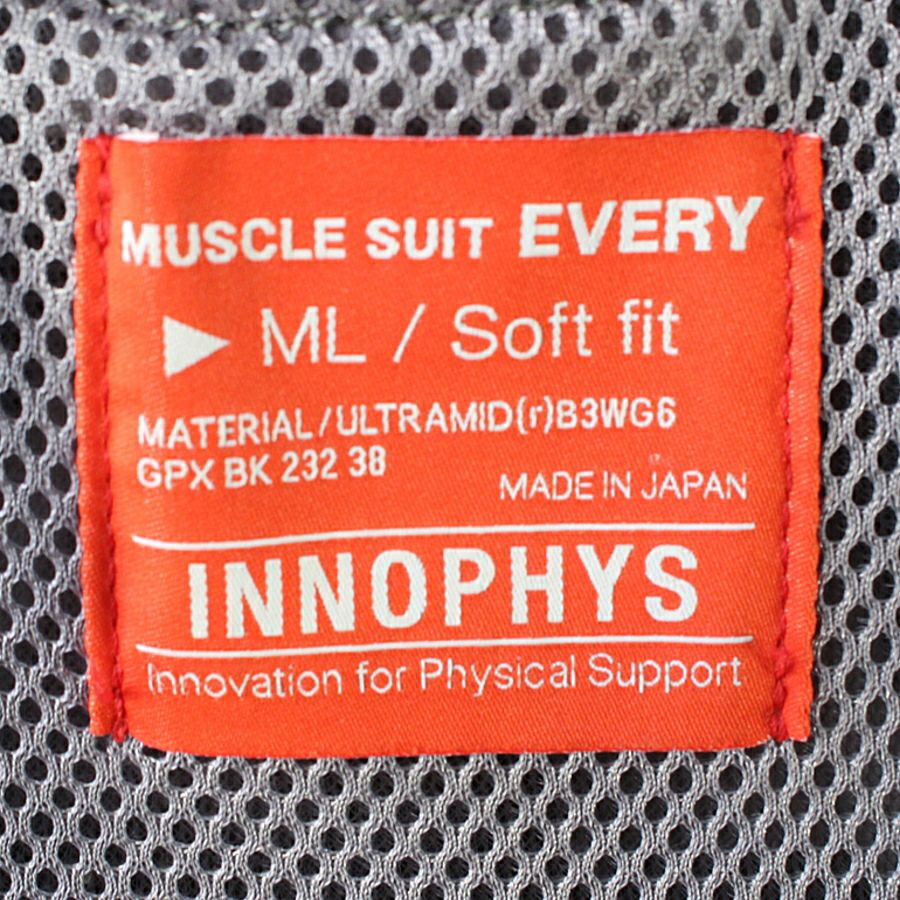 MUSCLE SUIT EVERY
▶ ML / Soft fit
MATERIAL/ULTRAMID(r)B3WG6
GPX BK 232 38
MADE IN JAPAN
INNOPHYS
Innovation for Physical Support